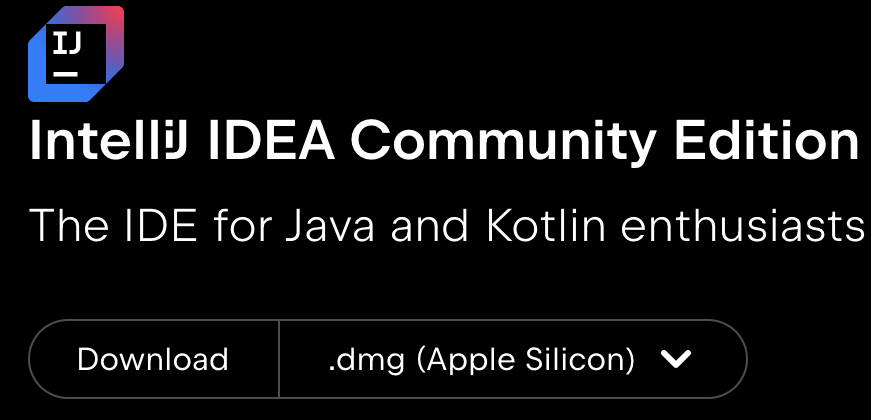 IJ
IntelliJ IDEA Community Edition
The IDE for Java and Kotlin enthusiasts
Download
.dmg (Apple Silicon)